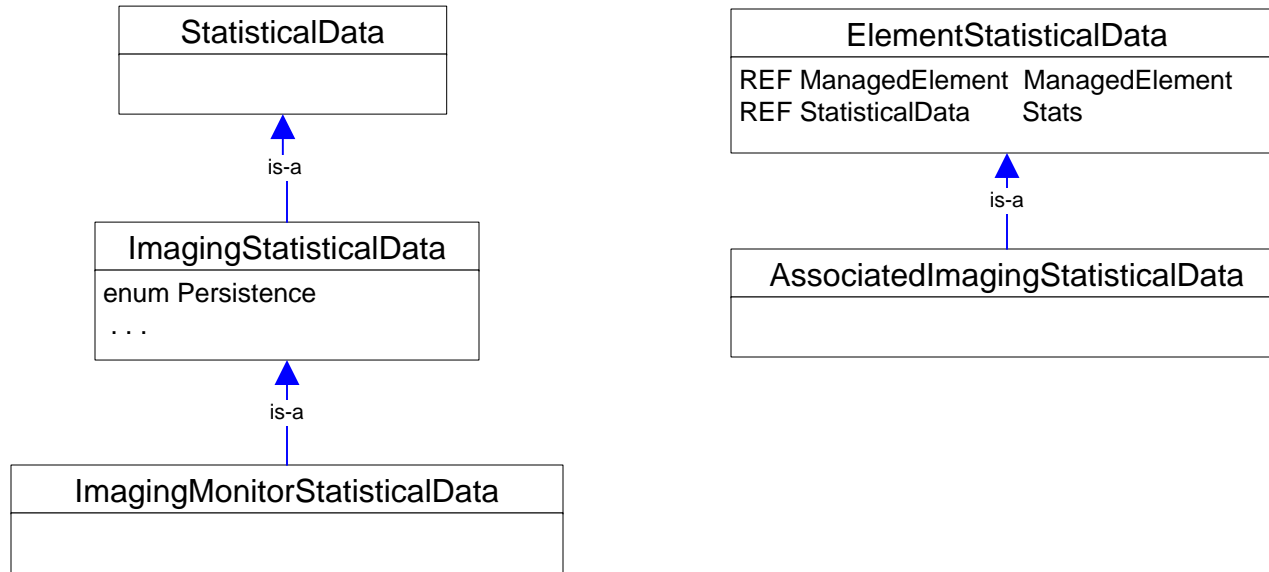 StatisticalData
is-a
ImagingStatisticalData
enum Persistence
. . .
is-a
ImagingMonitorStatisticalData
ElementStatisticalData
REF ManagedElement ManagedElement
REF StatisticalData Stats
is-a
AssociatedImagingStatisticalData